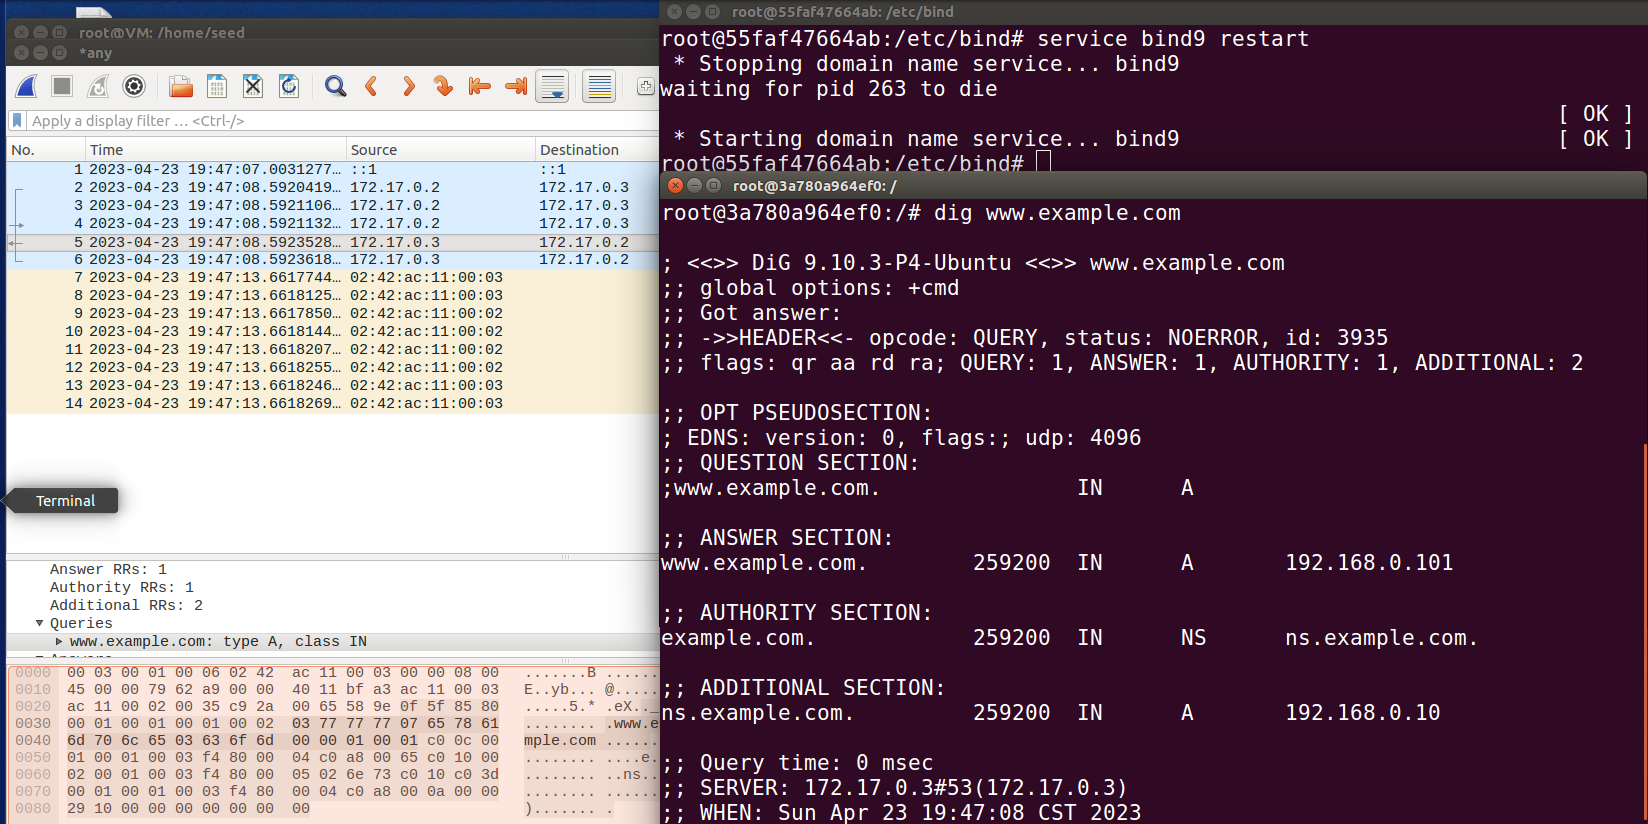 root@VM: /home/seed
*any
Apply a display filter … <Ctrl-/>
No. Time Source Destination
1 2023-04-23 19:47:07.0031277… ::1 ::1
2 2023-04-23 19:47:08.5920419… 172.17.0.2 172.17.0.3
3 2023-04-23 19:47:08.5921106… 172.17.0.2 172.17.0.3
4 2023-04-23 19:47:08.5921132… 172.17.0.2 172.17.0.3
5 2023-04-23 19:47:08.5923528… 172.17.0.3 172.17.0.2
6 2023-04-23 19:47:08.5923618… 172.17.0.3 172.17.0.2
7 2023-04-23 19:47:13.6617744… 02:42:ac:11:00:03
8 2023-04-23 19:47:13.6618125… 02:42:ac:11:00:03
9 2023-04-23 19:47:13.6617850… 02:42:ac:11:00:02
10 2023-04-23 19:47:13.6618144… 02:42:ac:11:00:02
11 2023-04-23 19:47:13.6618207… 02:42:ac:11:00:02
12 2023-04-23 19:47:13.6618255… 02:42:ac:11:00:02
13 2023-04-23 19:47:13.6618246… 02:42:ac:11:00:03
14 2023-04-23 19:47:13.6618269… 02:42:ac:11:00:03
Terminal
Answer RRs: 1
Authority RRs: 1
Additional RRs: 2
Queries
www.example.com: type A, class IN
0000 00 03 00 01 00 06 02 42 ac 11 00 03 00 00 08 00 .......B ......
0010 45 00 00 79 62 a9 00 00 40 11 bf a3 ac 11 00 03 E..yb... @.....
0020 ac 11 00 02 00 35 c9 2a 00 65 58 9e 0f 5f 85 80 .....5.* .eX.._
0030 00 01 00 01 00 01 00 02 03 77 77 77 07 65 78 61 ........ .www.e
0040 6d 70 6c 65 03 63 6f 6d 00 00 01 00 01 c0 0c 00 mple.com ......
0050 01 00 01 00 03 f4 80 00 04 c0 a8 00 65 c0 10 00 ........ ....e.
0060 02 00 01 00 03 f4 80 00 05 02 6e 73 c0 10 c0 3d ........ ..ns..
0070 00 01 00 01 00 03 f4 80 00 04 c0 a8 00 0a 00 00 ........ ......
0080 29 10 00 00 00 00 00 00 00 )....... .
root@55faf47664ab: /etc/bind
root@55faf47664ab:/etc/bind# service bind9 restart
* Stopping domain name service... bind9
waiting for pid 263 to die
[ OK ]
* Starting domain name service... bind9 [ OK ]
root@55faf47664ab:/etc/bind#
root@3a780a964ef0: /
root@3a780a964ef0:/# dig www.example.com
; <<>> DiG 9.10.3-P4-Ubuntu <<>> www.example.com
;; global options: +cmd
;; Got answer:
;; ->>HEADER<<- opcode: QUERY, status: NOERROR, id: 3935
;; flags: qr aa rd ra; QUERY: 1, ANSWER: 1, AUTHORITY: 1, ADDITIONAL: 2
;; OPT PSEUDOSECTION:
; EDNS: version: 0, flags:; udp: 4096
;; QUESTION SECTION:
;www.example.com. IN A
;; ANSWER SECTION:
www.example.com. 259200 IN A 192.168.0.101
;; AUTHORITY SECTION:
example.com. 259200 IN NS ns.example.com.
;; ADDITIONAL SECTION:
ns.example.com. 259200 IN A 192.168.0.10
;; Query time: 0 msec
;; SERVER: 172.17.0.3#53(172.17.0.3)
;; WHEN: Sun Apr 23 19:47:08 CST 2023